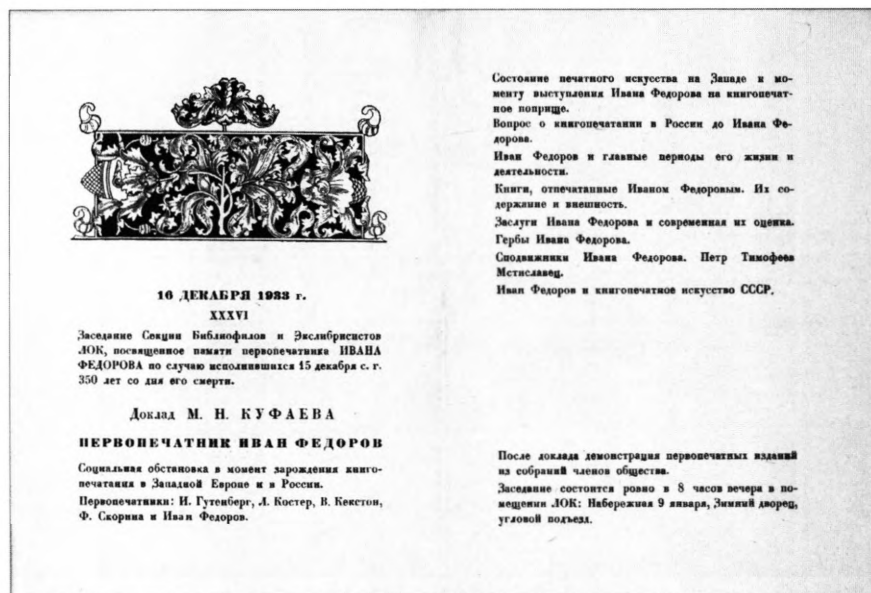 16 ДЕКАБРЯ 1933 г.
XXXVI
Заседание Секции Библиофилов и Экслибрисистов
ЛОК, посвященное памяти первопечатника ИВАНА
ФЕДОРОВА по случаю исполнившихся 15 декабря с. г.
350 лет со дня его смерти.
Доклад М. Н. КУФАЕВА
ПЕРВОПЕЧАТНИК ИВАН ФЕДОРОВ
Социальная обстановка в момент зарождения книго-
печатания в Западной Европе и в России.
Первопечатники: И. Гутенберг, Л. Костер, В. Кекстон,
Ф. Скорина и Иван Федоров.
Состояние печатного искусства на Западе к мо-
менту выступления Ивана Федорова на книгопечат-
ное поприще.
Вопрос о книгопечатании в России до Ивана Фе-
дорова.
Иван Федоров и главные периоды его жизни и
деятельности.
Книги, отпечатанные Иваном Федоровым. Их со-
держание и внешность.
Заслуги Ивана Федорова и современная их оценка.
Гербы Ивана Федорова.
Сподвижники Ивана Федорова. Петр Тимофеев
Мстиславец.
Иван Федоров и книгопечатное искусство СССР.
После доклада демонстрация первопечатных изданий
из собраний членов общества.
Заседание состоится ровно в 8 часов вечера в по-
мещении ЛОК: Набережная 9 января, Зимний дворец,
угловой подъезд.